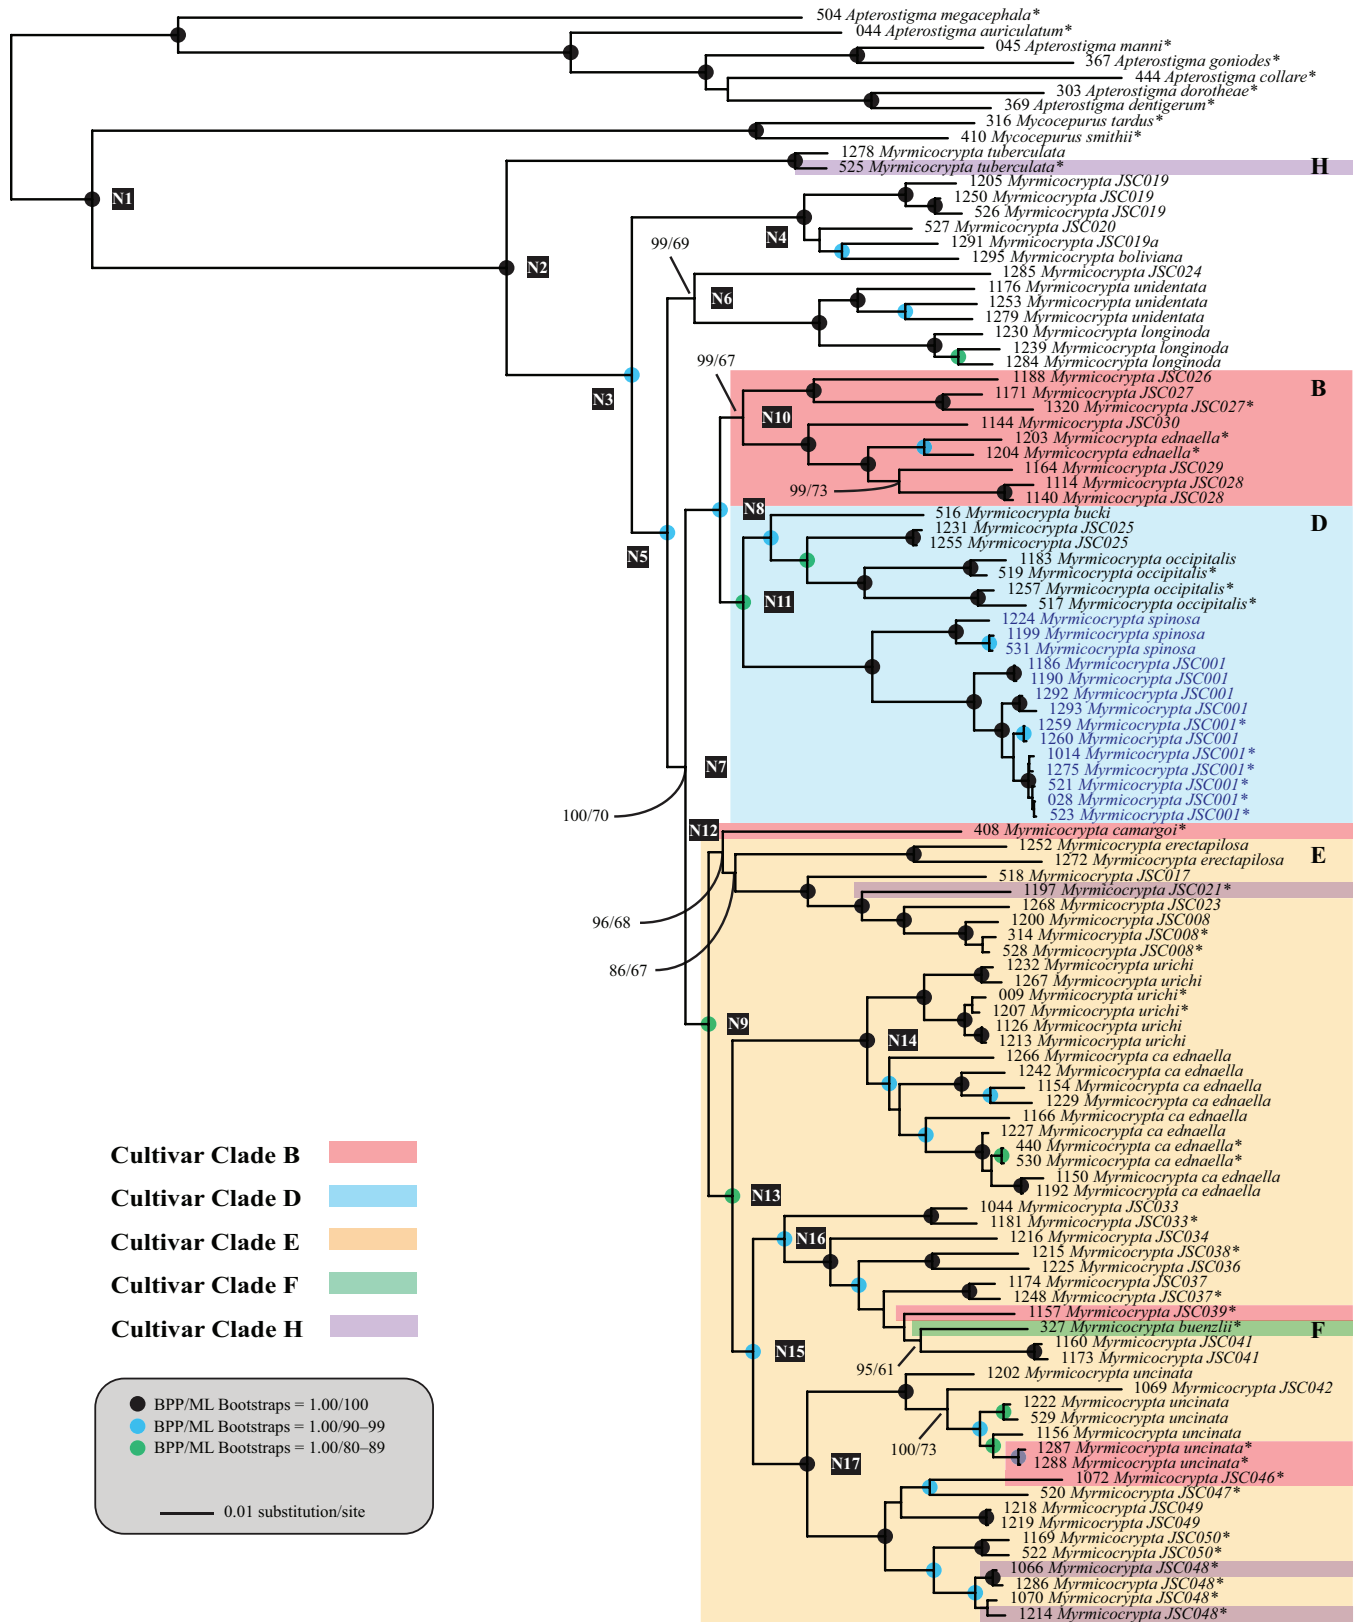 504 Apterostigma megacephala*
044 Apterostigma auriculatum*
045 Apterostigma manni*
367 Apterostigma goniodes*
444 Apterostigma collare*
303 Apterostigma dorotheae*
369 Apterostigma dentigerum*
316 Mycocepurus tardus*
410 Mycocepurus smithii*
1278 Myrmicocrypta tuberculata
525 Myrmicocrypta tuberculata*
H
1205 Myrmicocrypta JSC019
N1
1250 Myrmicocrypta JSC019
526 Myrmicocrypta JSC019
527 Myrmicocrypta JSC020
N4
1291 Myrmicocrypta JSC019a
99/69
1295 Myrmicocrypta boliviana
N2
1285 Myrmicocrypta JSC024
1176 Myrmicocrypta unidentata
N6
1253 Myrmicocrypta unidentata
1279 Myrmicocrypta unidentata
1230 Myrmicocrypta longinoda
1239 Myrmicocrypta longinoda
99/67
1284 Myrmicocrypta longinoda
1188 Myrmicocrypta JSC026
B
1171 Myrmicocrypta JSC027
N3
1320 Myrmicocrypta JSC027*
N10
1144 Myrmicocrypta JSC030
1203 Myrmicocrypta ednaella*
1204 Myrmicocrypta ednaella*
1164 Myrmicocrypta JSC029
1114 Myrmicocrypta JSC028
99/73
1140 Myrmicocrypta JSC028
N8
516 Myrmicocrypta bucki
D
1231 Myrmicocrypta JSC025
1255 Myrmicocrypta JSC025
N5
1183 Myrmicocrypta occipitalis
519 Myrmicocrypta occipitalis*
1257 Myrmicocrypta occipitalis*
N11
517 Myrmicocrypta occipitalis*
1224 Myrmicocrypta spinosa
1199 Myrmicocrypta spinosa
531 Myrmicocrypta spinosa
1186 Myrmicocrypta JSC001
1190 Myrmicocrypta JSC001
1292 Myrmicocrypta JSC001
1293 Myrmicocrypta JSC001
1259 Myrmicocrypta JSC001*
1260 Myrmicocrypta JSC001
1014 Myrmicocrypta JSC001*
N7
1275 Myrmicocrypta JSC001*
521 Myrmicocrypta JSC001*
028 Myrmicocrypta JSC001*
100/70
523 Myrmicocrypta JSC001*
N12
408 Myrmicocrypta camargoi*
1252 Myrmicocrypta erectapilosa
E
1272 Myrmicocrypta erectapilosa
518 Myrmicocrypta JSC017
1197 Myrmicocrypta JSC021*
1268 Myrmicocrypta JSC023
96/68
1200 Myrmicocrypta JSC008
314 Myrmicocrypta JSC008*
528 Myrmicocrypta JSC008*
86/67
1232 Myrmicocrypta urichi
1267 Myrmicocrypta urichi
009 Myrmicocrypta urichi*
1207 Myrmicocrypta urichi*
N9
1126 Myrmicocrypta urichi
1213 Myrmicocrypta urichi
N14
1266 Myrmicocrypta ca ednaella
1242 Myrmicocrypta ca ednaella
1154 Myrmicocrypta ca ednaella
1229 Myrmicocrypta ca ednaella
1166 Myrmicocrypta ca ednaella
1227 Myrmicocrypta ca ednaella
440 Myrmicocrypta ca ednaella*
530 Myrmicocrypta ca ednaella*
1150 Myrmicocrypta ca ednaella
1192 Myrmicocrypta ca ednaella
N13
1044 Myrmicocrypta JSC033
1181 Myrmicocrypta JSC033*
N16
1216 Myrmicocrypta JSC034
1215 Myrmicocrypta JSC038*
1225 Myrmicocrypta JSC036
1174 Myrmicocrypta JSC037
1248 Myrmicocrypta JSC037*
1157 Myrmicocrypta JSC039*
327 Myrmicocrypta buenzlii*
F
1160 Myrmicocrypta JSC041
N15
1173 Myrmicocrypta JSC041
95/61
1202 Myrmicocrypta uncinata
1069 Myrmicocrypta JSC042
1222 Myrmicocrypta uncinata
529 Myrmicocrypta uncinata
1156 Myrmicocrypta uncinata
100/73
1287 Myrmicocrypta uncinata*
N17
1288 Myrmicocrypta uncinata*
1072 Myrmicocrypta JSC046*
520 Myrmicocrypta JSC047*
1218 Myrmicocrypta JSC049
1219 Myrmicocrypta JSC049
1169 Myrmicocrypta JSC050*
522 Myrmicocrypta JSC050*
1066 Myrmicocrypta JSC048*
1286 Myrmicocrypta JSC048*
1070 Myrmicocrypta JSC048*
1214 Myrmicocrypta JSC048*
Cultivar Clade B
Cultivar Clade D
Cultivar Clade E
Cultivar Clade F
Cultivar Clade H
BPP/ML Bootstraps = 1.00/100
BPP/ML Bootstraps = 1.00/90–99
BPP/ML Bootstraps = 1.00/80–89
0.01 substitution/site